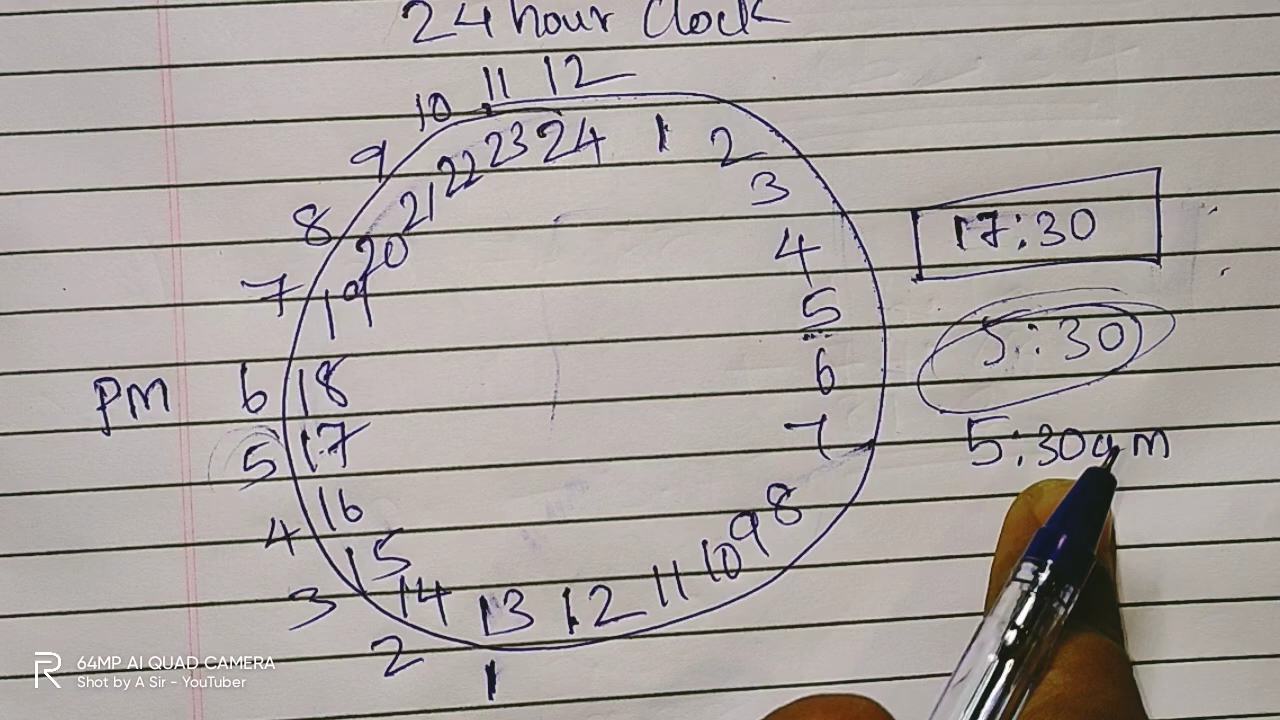 24 hour Clock
10 11 12
9 22 23 24 1 2
8 21 3
20 4
7 19 5
PM 6 18 6
5 17 7
4 16 8
15 9
3 14 13 12 11 10
2 1
17:30
5:30
5:30am
64MP AI QUAD CAMERA
Shot by A Sir - YouTuber